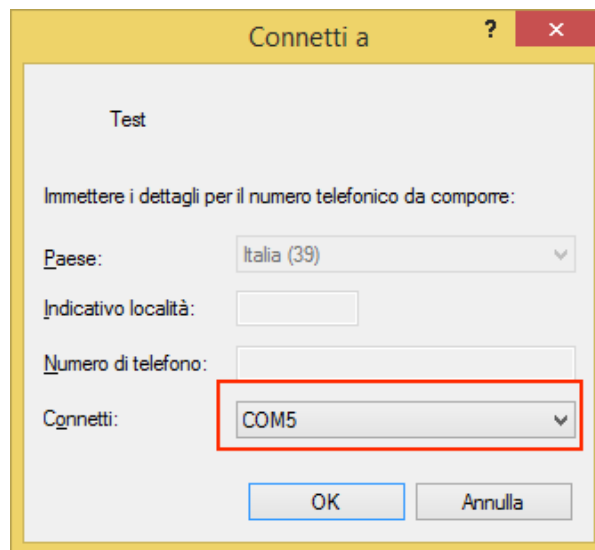 Connetti a
?
Test
Immettere i dettagli per il numero telefonico da comporre:
Paese: Italia (39)
Indicativo località:
Numero di telefono:
Connetti: COM5
OK Annulla